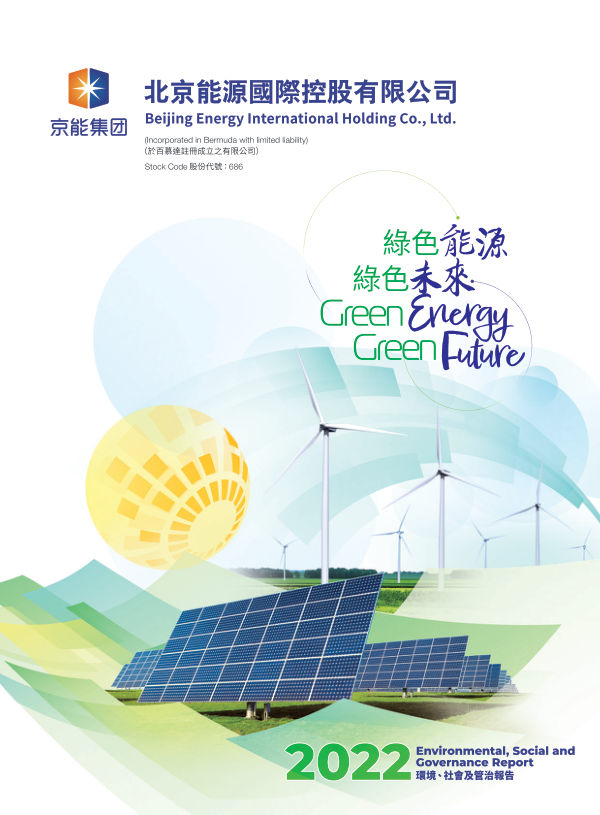 京能集团
北京能源國際控股有限公司
Beijing Energy International Holding Co., Ltd.
(Incorporated in Bermuda with limited liability)
(於百慕達註冊成立之有限公司)
Stock Code 股份代號：686
綠色能源
綠色未來
Green Energy
Green Future
2022
Environmental, Social and
Governance Report
環境、社會及管治報告